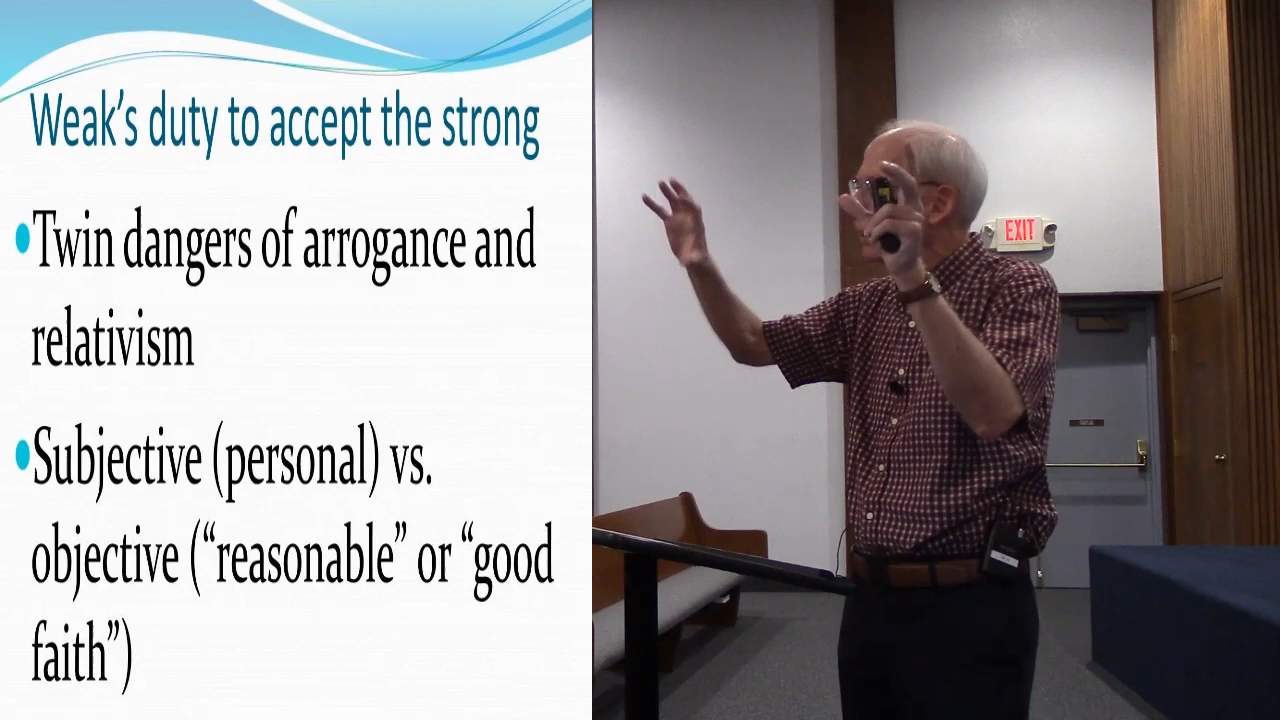 Weak’s duty to accept the strong
•Twin dangers of arrogance and
relativism
•Subjective (personal) vs.
objective (“reasonable” or “good
faith”)
EXIT